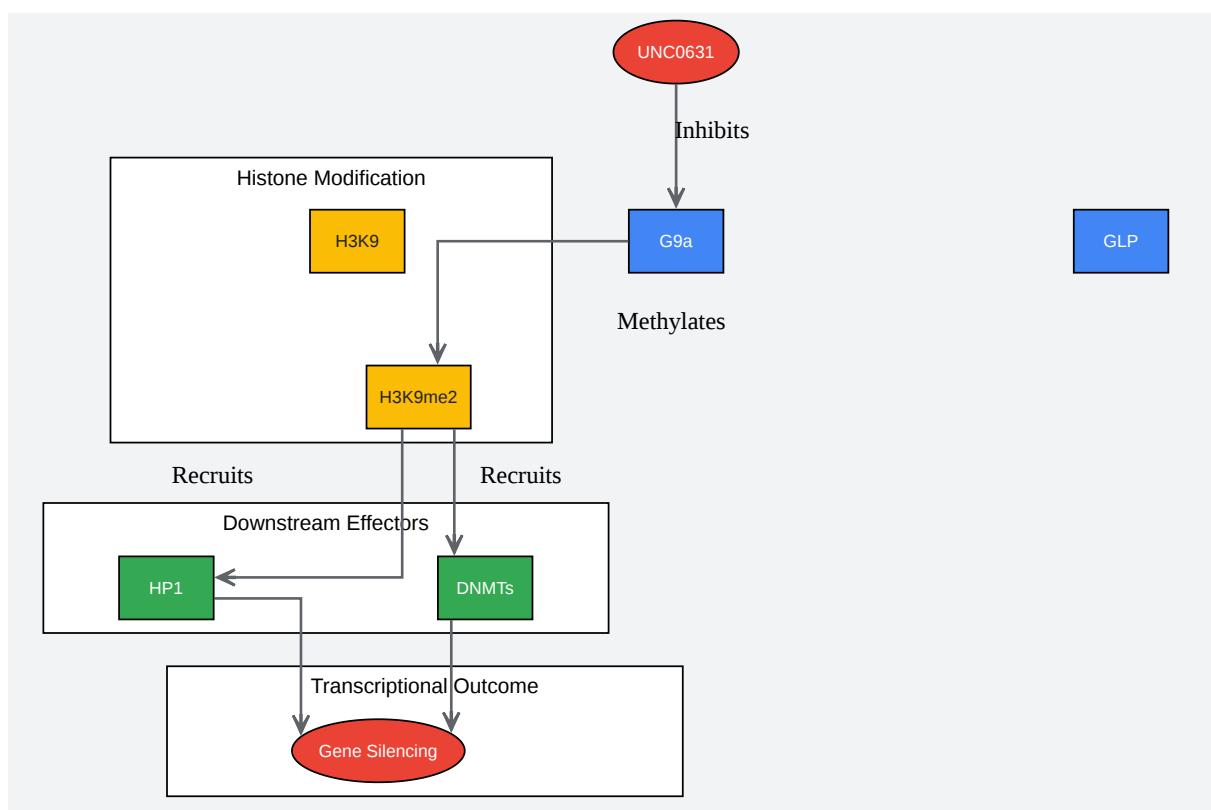 UNC0631
Inhibits
Histone Modification
H3K9
G9a
GLP
Methylates
H3K9me2
Recruits
Recruits
Downstream Effectors
HP1
DNMTs
Transcriptional Outcome
Gene Silencing